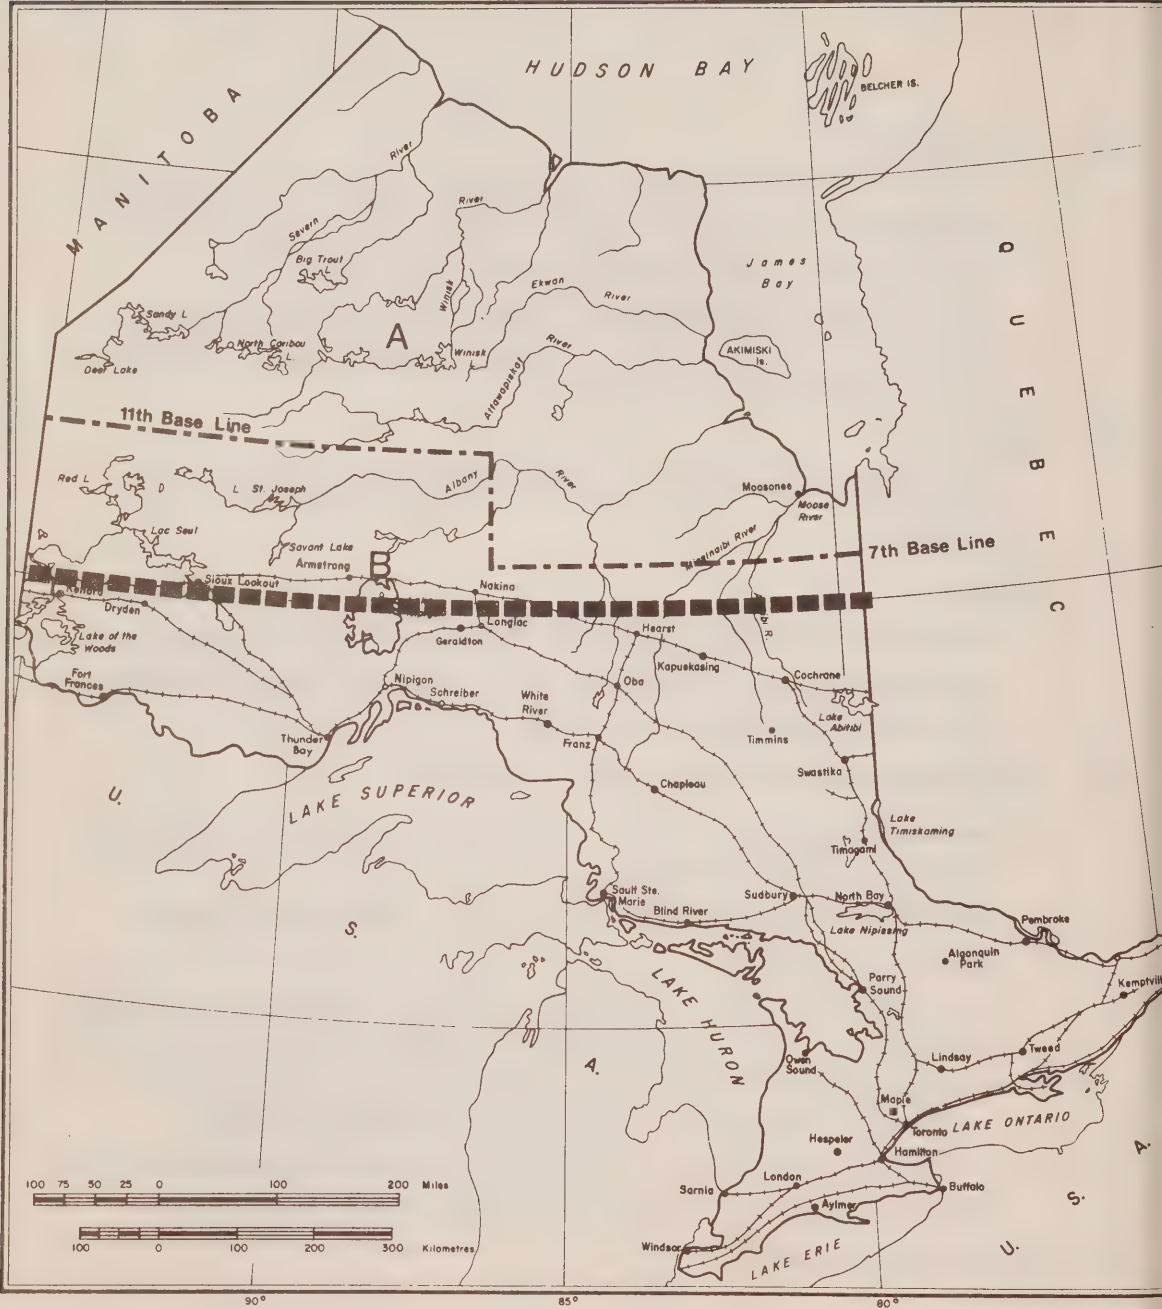 HUDSON BAY
BELCHER IS.
MANITOBA
River
Severn
River
Big Trout
L
Winisk
James
Bay
QUEBEC
Ekwan
River
Sandy L
A
North Caribou
L.
Winisk
L
River
AKIMISKI
Is.
Deer Lake
Attawapiskat
11th Base Line
Albany
River
Red L
L St. Joseph
Moosonee
Moose
River
Lac Seul
Missinaibi River
7th Base Line
Savant Lake
Armstrong
B
Sioux Lookout
Nakina
Kenora
Dryden
Longlac
Geraldton
Hearst
Lake of the
Woods
Kapuskasing
Cochrane
Fort
Frances
Nipigon
Schreiber
White
River
Oba
Lake
Abitibi
Thunder
Bay
Franz
Timmins
Swastika
Chapleau
U.
LAKE SUPERIOR
Lake
Timiskaming
Timagami
Sault Ste.
Marie
Blind River
Sudbury
North Bay
Lake Nipissing
Pembroke
S.
Algonquin
Park
LAKE HURON
Parry
Sound
Kemptvill
A.
Owen
Sound
Lindsay
Tweed
Maple
Toronto
LAKE ONTARIO
Hespeler
Hamilton
A.
London
Sarnia
Buffalo
S.
Aylmer
Windsor
LAKE ERIE
U.
100 75 50 25 0 100 200 Miles
100 0 100 200 300 Kilometres
90° 85° 80°